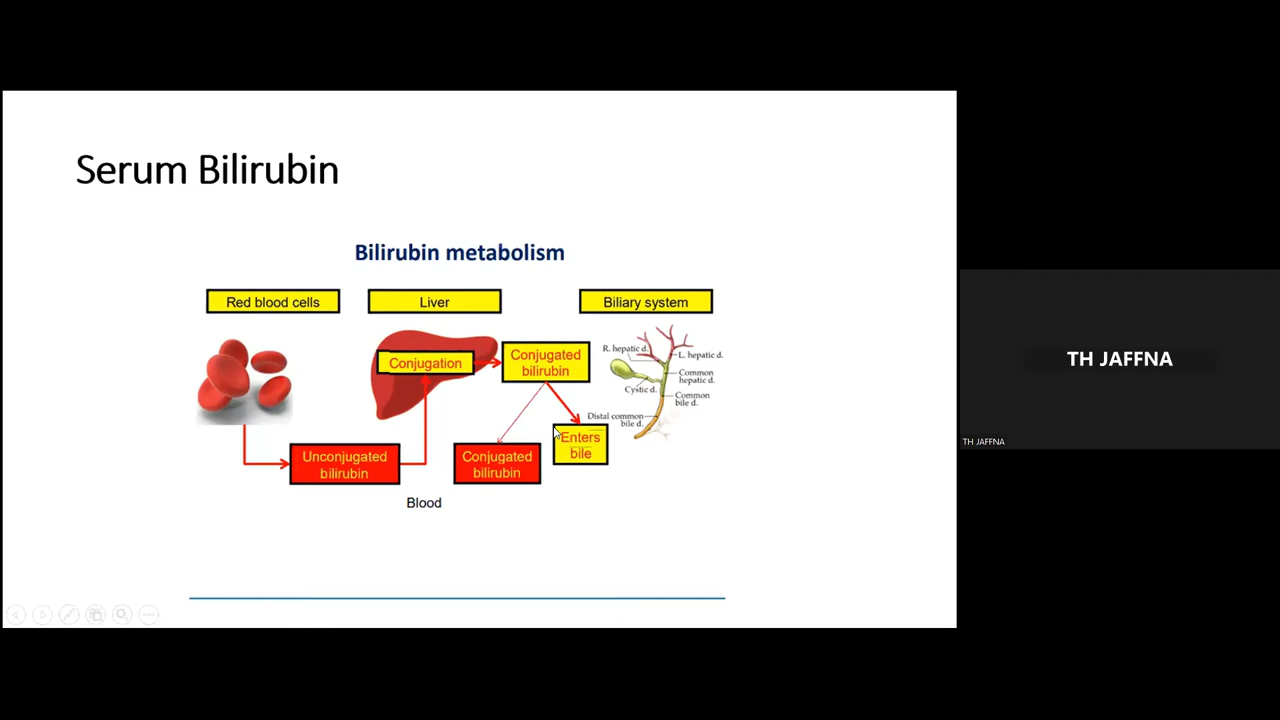 Serum Bilirubin
Bilirubin metabolism
Red blood cells
Liver
Biliary system
Conjugation
Conjugated
bilirubin
R. hepatic d.
L. hepatic d.
Common
hepatic d.
Cystic d.
Common
bile d.
Distal common
bile d.
Unconjugated
bilirubin
Conjugated
bilirubin
Enters
bile
Blood
TH JAFFNA
TH JAFFNA